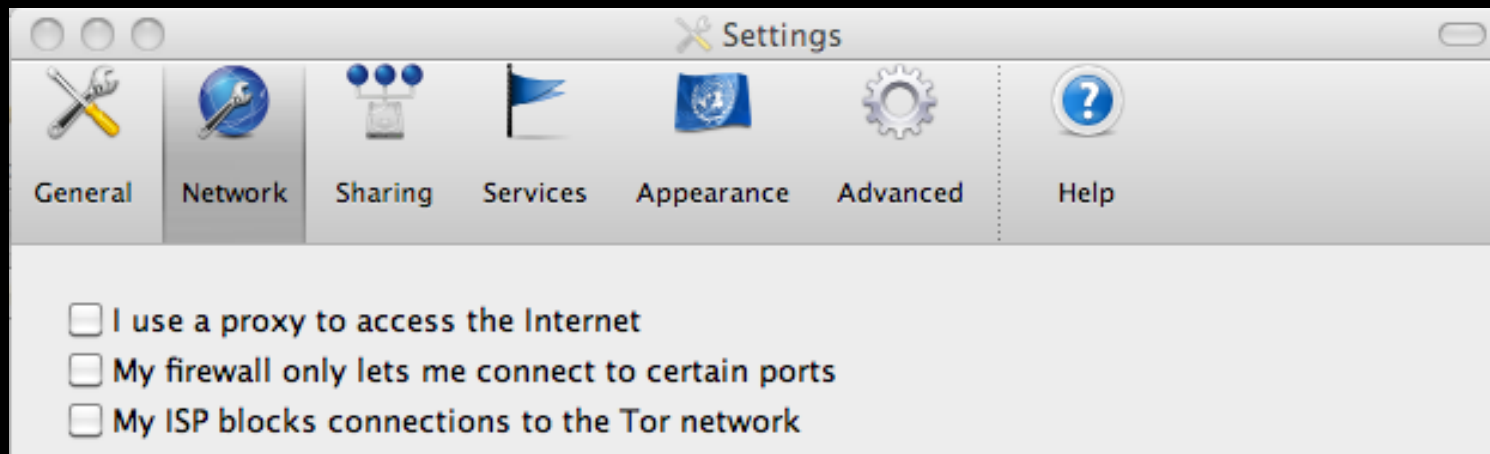 Settings
General Network Sharing Services Appearance Advanced Help
I use a proxy to access the Internet
My firewall only lets me connect to certain ports
My ISP blocks connections to the Tor network